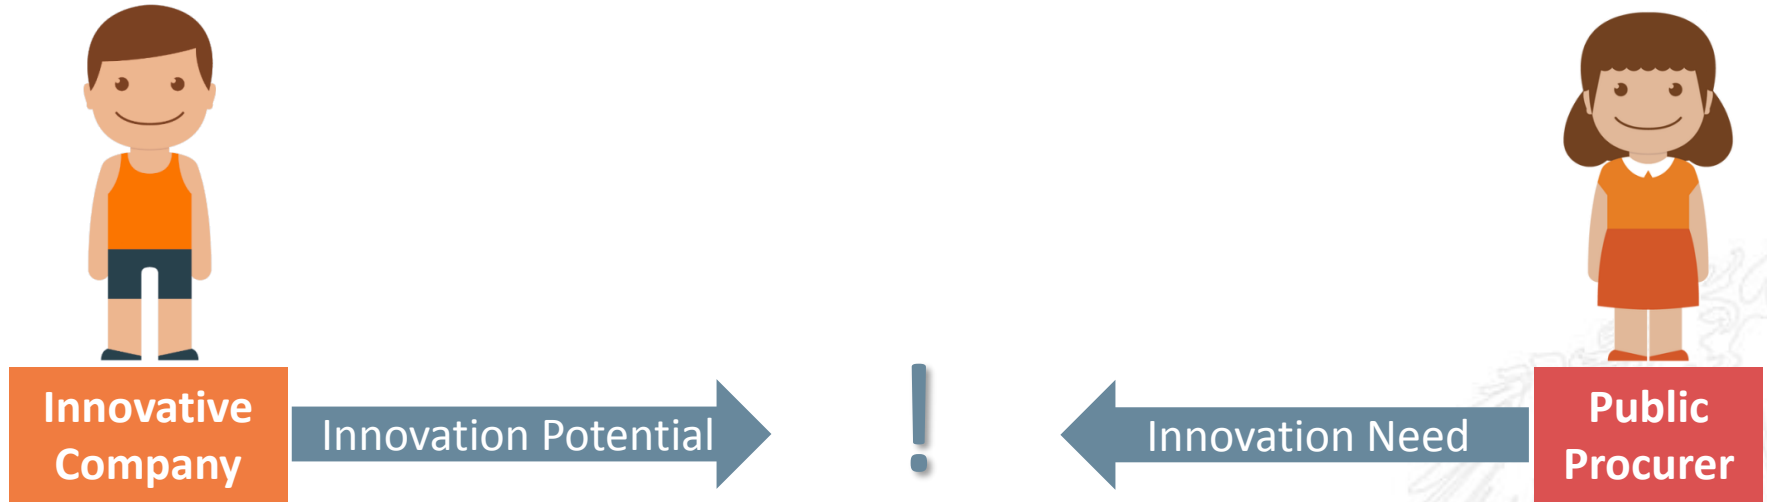 Innovative
Company
Innovation Potential
!
Innovation Need
Public
Procurer